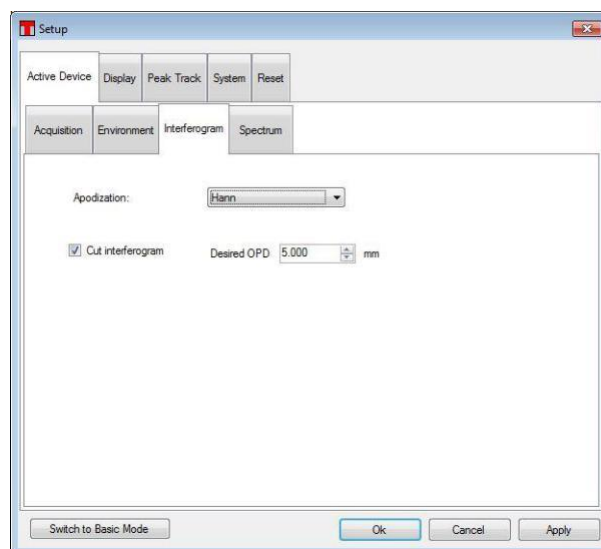 Setup
Active Device Display Peak Track System Reset
Acquisition Environment Interferogram Spectrum
Apodization: Hann
Cut interferogram Desired OPD 5.000 mm
Switch to Basic Mode Ok Cancel Apply